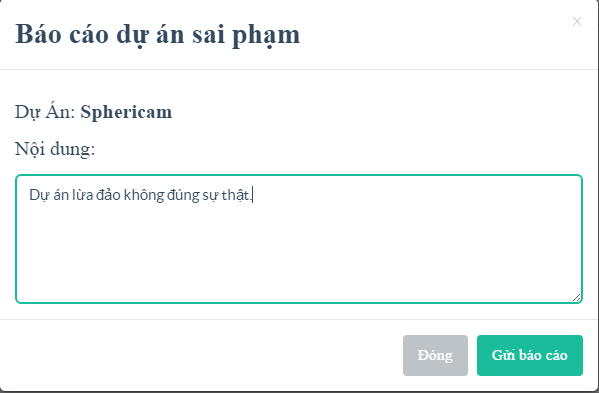 Báo cáo dự án sai phạm
×
Dự Án: Sphericam
Nội dung:
Dự án lừa đảo không đúng sự thật.
Đóng
Gửi báo cáo